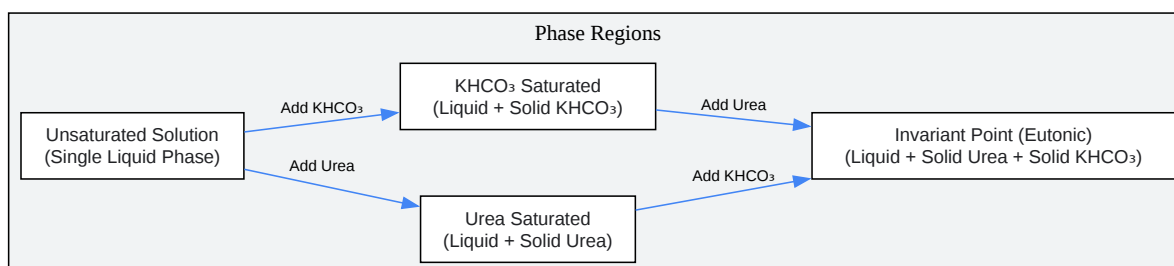 Phase Regions
KHCO₃ Saturated
(Liquid + Solid KHCO₃)
Add KHCO₃
Add Urea
Unsaturated Solution
(Single Liquid Phase)
Invariant Point (Eutonic)
(Liquid + Solid Urea + Solid KHCO₃)
Add Urea
Add KHCO₃
Urea Saturated
(Liquid + Solid Urea)